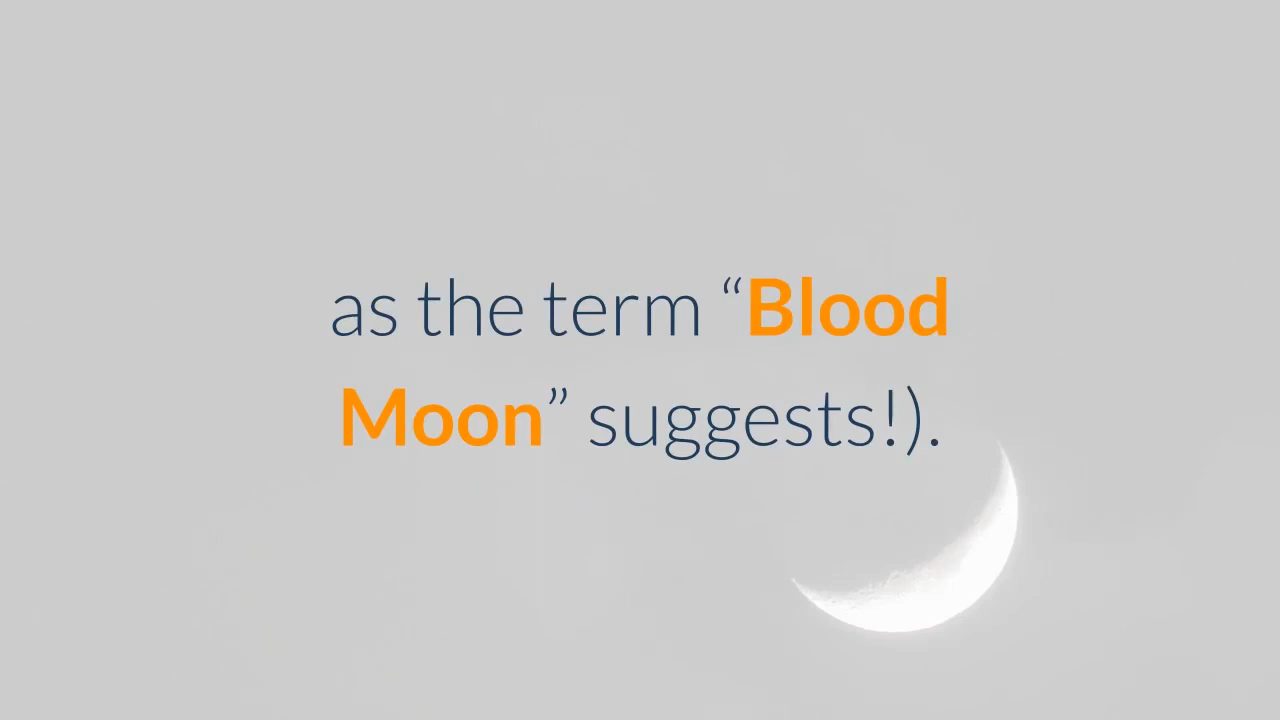 as the term “Blood
Moon” suggests!).